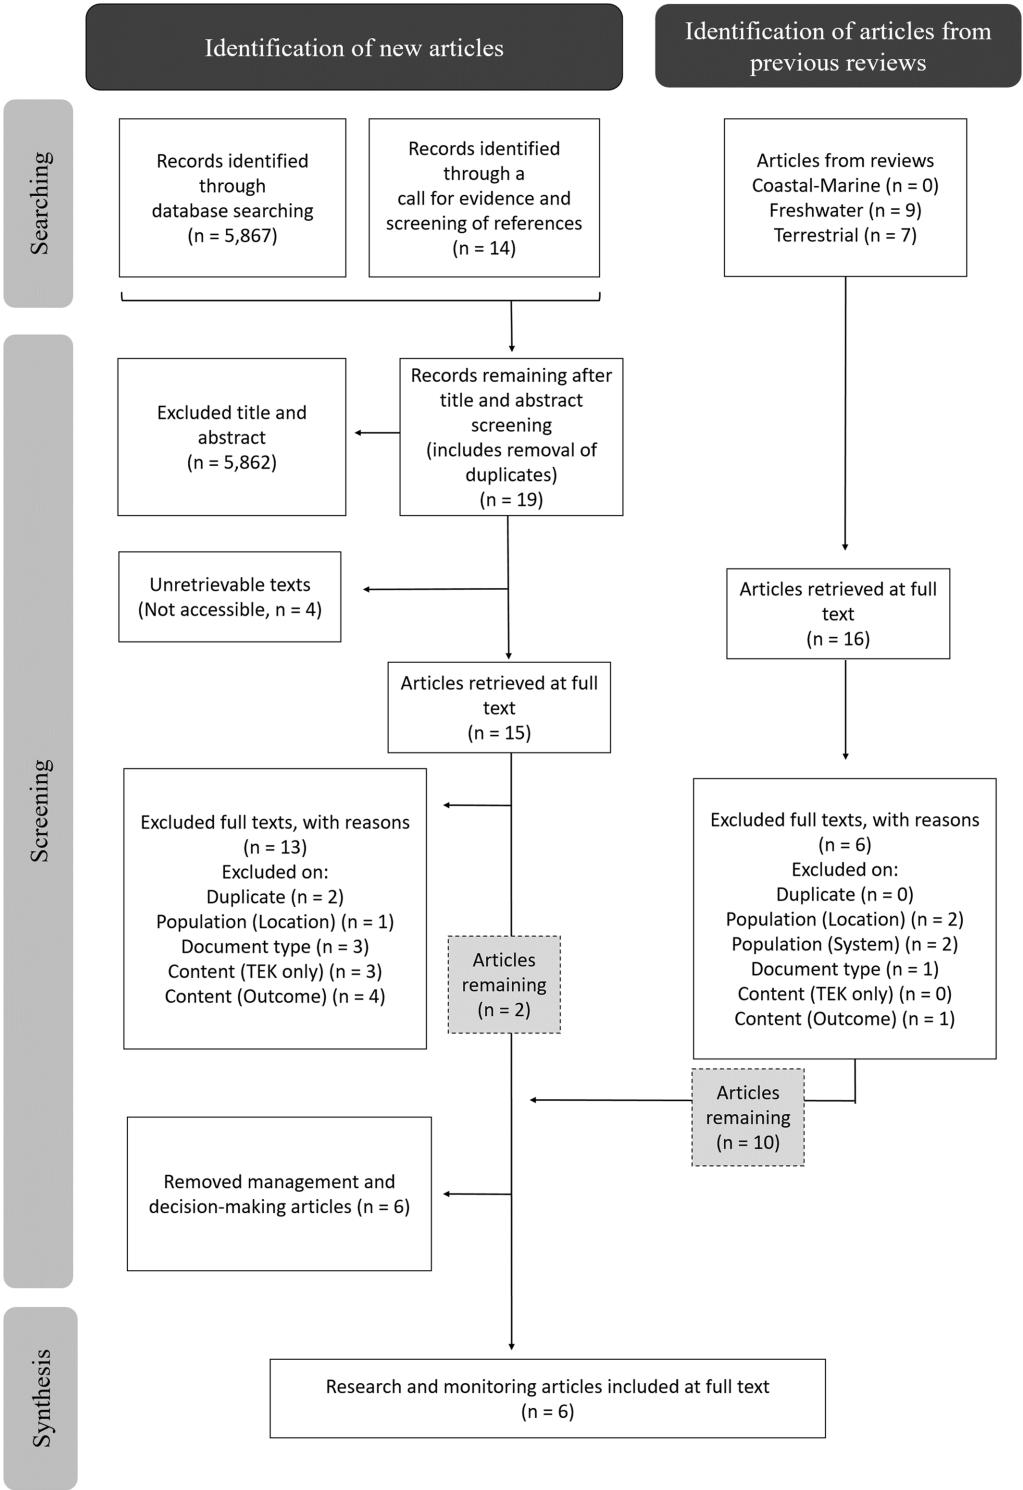 Identification of new articles
Identification of articles from
previous reviews
Searching
Records identified
through
database searching
(n = 5,867)
Records identified
through a
call for evidence and
screening of references
(n = 14)
Articles from reviews
Coastal-Marine (n = 0)
Freshwater (n = 9)
Terrestrial (n = 7)
Screening
Excluded title and
abstract
(n = 5,862)
Records remaining after
title and abstract
screening
(includes removal of
duplicates)
(n = 19)
Unretrievable texts
(Not accessible, n = 4)
Articles retrieved at full
text
(n = 16)
Articles retrieved at full
text
(n = 15)
Excluded full texts, with reasons
(n = 13)
Excluded on:
Duplicate (n = 2)
Population (Location) (n = 1)
Document type (n = 3)
Content (TEK only) (n = 3)
Content (Outcome) (n = 4)
Articles
remaining
(n = 2)
Excluded full texts, with reasons
(n = 6)
Excluded on:
Duplicate (n = 0)
Population (Location) (n = 2)
Population (System) (n = 2)
Document type (n = 1)
Content (TEK only) (n = 0)
Content (Outcome) (n = 1)
Articles
remaining
(n = 10)
Removed management and
decision-making articles (n = 6)
Synthesis
Research and monitoring articles included at full text
(n = 6)